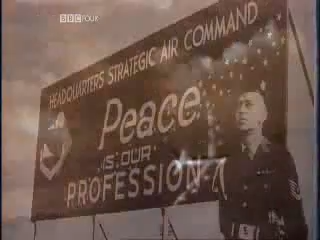 BBC FOUR
HEADQUARTERS STRATEGIC AIR COMMAND
Peace
IS OUR
PROFESSION